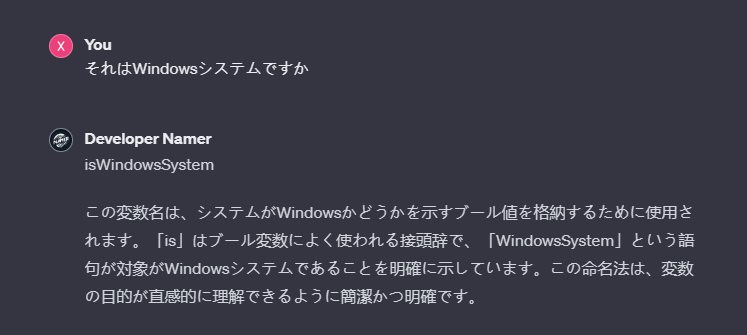 X
You
それはWindowsシステムですか
Developer Namer
isWindowsSystem
この変数名は、システムがWindowsかどうかを示すブール値を格納するために使用さ
れます。「is」はブール変数によく使われる接頭辞で、「WindowsSystem」という語
句が対象がWindowsシステムであることを明確に示しています。この命名法は、変数
の目的が直感的に理解できるように簡潔かつ明確です。